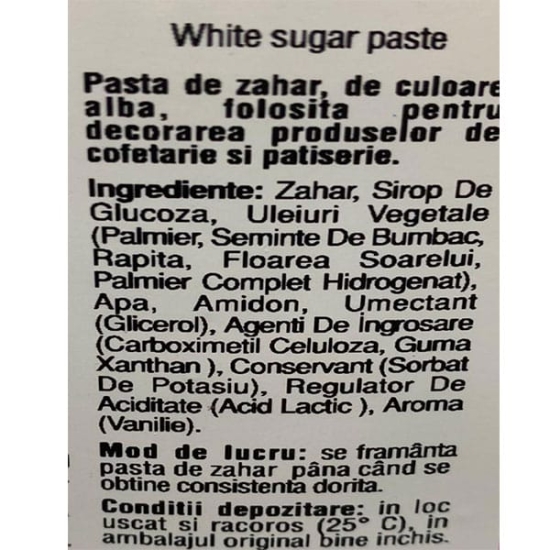 White sugar paste
Pasta de zahar, de culoare
alba, folosita pentru
decorarea produselor de
cofetarie si patiserie.
Ingrediente: Zahar, Sirop De
Glucoza, Uleiuri Vegetale
(Palmier, Seminte De Bumbac,
Rapita, Floarea Soarelui,
Palmier Complet Hidrogenat),
Apa, Amidon, Umectant
(Glicerol), Agenti De Ingrosare
(Carboximetil Celuloza, Guma
Xanthan ), Conservant (Sorbat
De Potasiu), Regulator De
Aciditate (Acid Lactic ), Aroma
(Vanilie).
Mod de lucru: se framânta
pasta de zahar pâna când se
obtine consistenta dorita.
Conditii depozitare: in loc
uscat si racoros (25° C), in
ambalajul original bine inchis.